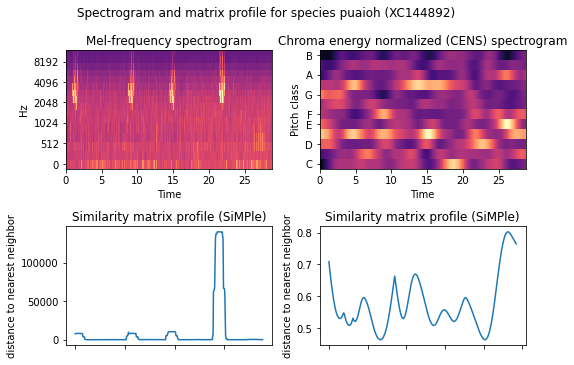 Spectrogram and matrix profile for species puaioh (XC144892)
Mel-frequency spectrogram
Hz
8192
4096
2048
1024
512
0
0 5 10 15 20 25
Time
Chroma energy normalized (CENS) spectrogram
Pitch class
B
A
G
F
E
D
C
0 5 10 15 20 25
Time
Similarity matrix profile (SiMPle)
distance to nearest neighbor
100000
50000
0
Similarity matrix profile (SiMPle)
distance to nearest neighbor
0.8
0.7
0.6
0.5